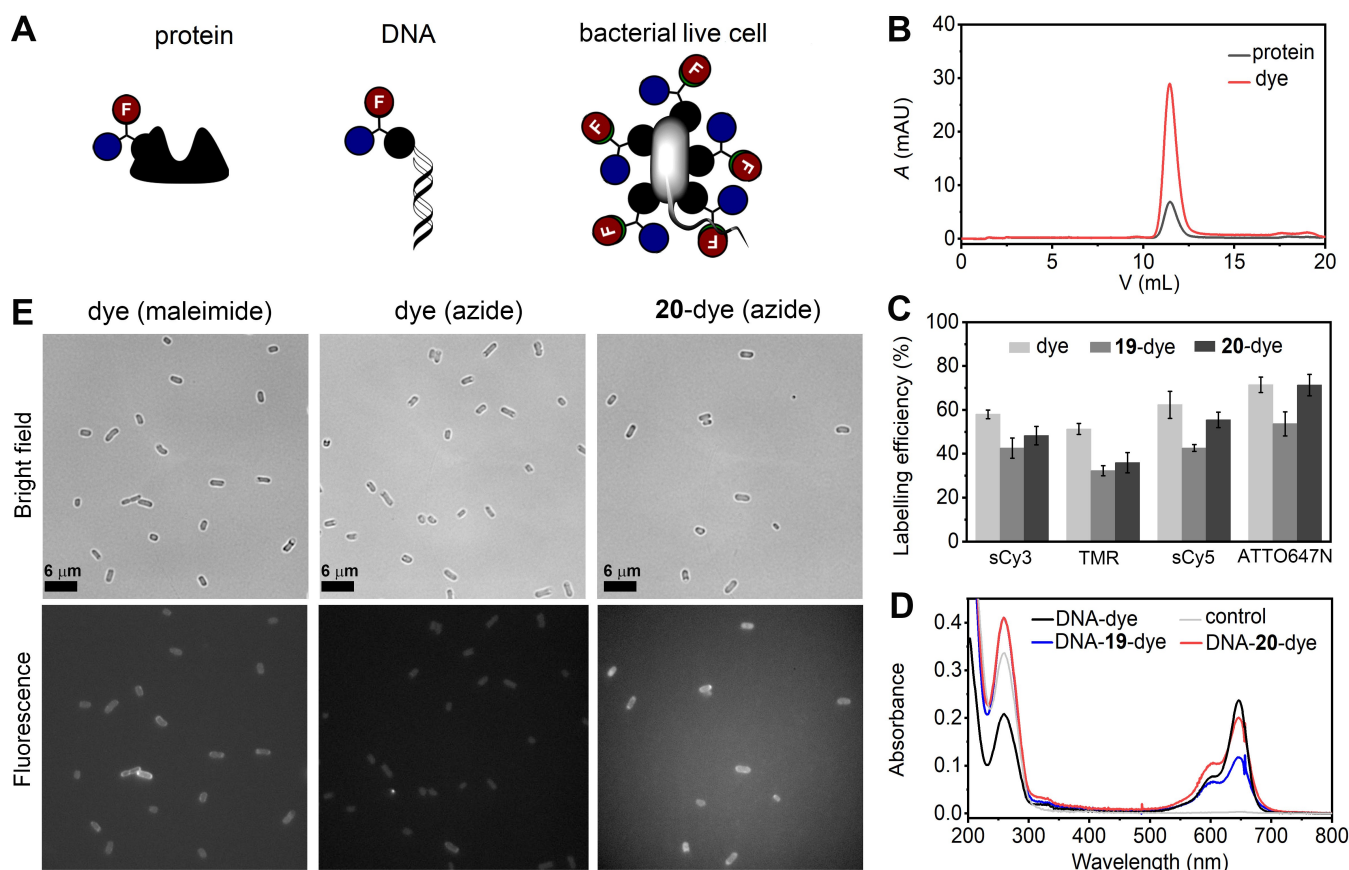 A
protein
DNA
bacterial live cell
F
F
F
F
F
F
F
B
protein
dye
A (mAU)
40
30
20
10
0
0
5
10
15
20
V (mL)
C
Labelling efficiency (%)
100
80
60
40
20
0
dye
19-dye
20-dye
sCy3
TMR
sCy5
ATTO647N
D
DNA-dye
control
DNA-19-dye
DNA-20-dye
Absorbance
0.4
0.3
0.2
0.1
0.0
200
300
400
500
600
700
800
Wavelength (nm)
E
dye (maleimide)
dye (azide)
20-dye (azide)
Bright field
6 µm
6 µm
6 µm
Fluorescence